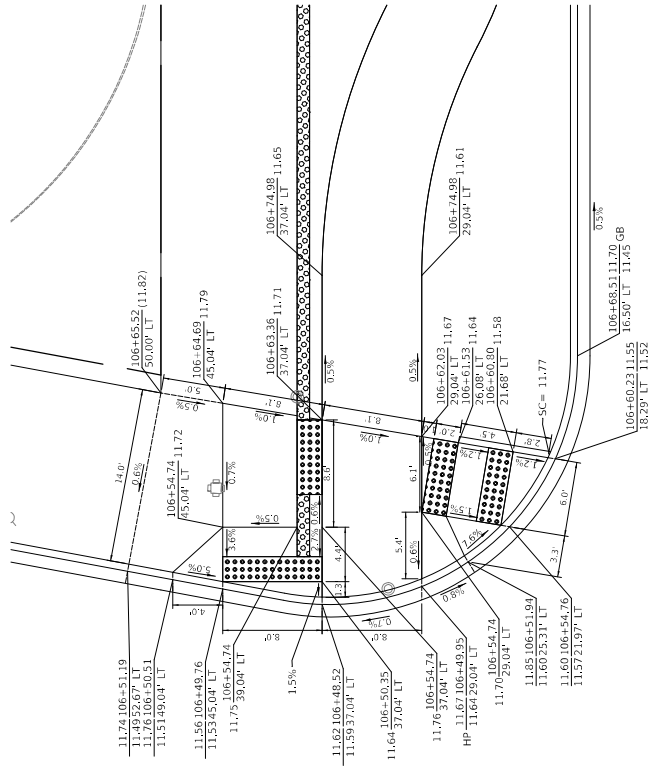 106+74.98 11.65
37.04' LT
106+74.98 11.61
29.04' LT
0.5%
106+65.52 (11.82)
50.00' LT
106+64.69 11.79
45.04' LT
106+63.36 11.71
37.04' LT
0.5%
0.5%
106+62.03 11.67
29.04' LT
106+61.53 11.64
26.08' LT
106+60.80 11.58
21.68' LT
SC= 11.77
106+68.51 11.70 GB
16.50' LT 11.45
106+60.23 11.55
18.29' LT 11.52
5.0'
0.5%
8.1'
1.0%
8.1'
1.0%
2.0'
4.5'
2.8'
0.5%
1.2%
1.2%
14.0'
0.6%
106+54.74 11.72
45.04' LT
0.7%
0.5%
3.6%
8.6'
0.6%
2.7%
4.4'
1.3'
6.1'
5.4'
0.6%
1.5%
7.6%
6.0'
3.3'
5.0%
4.0'
8.0'
8.0'
0.7%
0.8%
1.5%
11.74 106+51.19
11.49 52.67' LT
11.76 106+50.51
11.51 49.04' LT
11.56 106+49.76
11.53 45.04' LT
106+54.74
11.75 39.04' LT
11.62 106+48.52
11.59 37.04' LT
106+50.35
11.64 37.04' LT
106+54.74
11.76 37.04' LT
11.67 106+49.95
HP 11.64 29.04' LT
106+54.74
11.70 29.04' LT
11.85 106+51.94
11.60 25.31' LT
11.60 106+54.76
11.57 21.97' LT